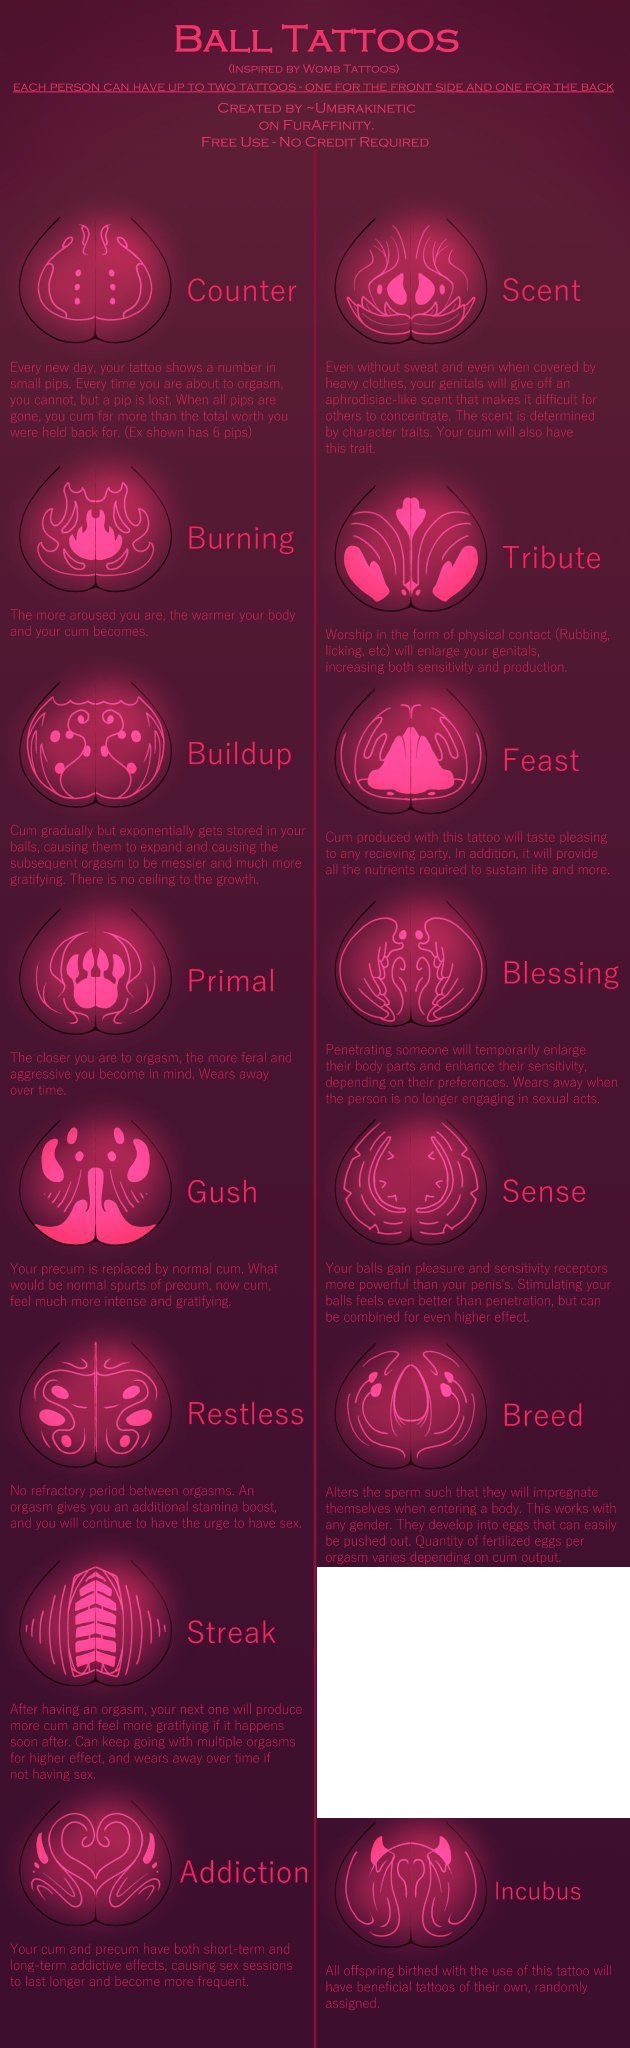 Ball Tattoos
(Inspired by Womb Tattoos)
each person can have up to two tattoos - one for the front side and one for the back
Created by ~Umbrakinetic
on FurAffinity.
Free Use - No Credit Required
Counter
Every new day, your tattoo shows a number in
small pips. Every time you are about to orgasm,
you cannot, but a pip is lost. When all pips are
gone, you cum far more than the total worth you
were held back for. (Ex shown has 6 pips)
Scent
Even without sweat and even when covered by
heavy clothes, your genitals will give off an
aphrodisiac-like scent that makes it difficult for
others to concentrate. The scent is determined
by character traits. Your cum will also have
this trait.
Burning
The more aroused you are, the warmer your body
and your cum becomes.
Tribute
Worship in the form of physical contact (Rubbing,
licking, etc) will enlarge your genitals,
increasing both sensitivity and production.
Buildup
Cum gradually but exponentially gets stored in your
balls, causing them to expand and causing the
subsequent orgasm to be messier and much more
gratifying. There is no ceiling to the growth.
Feast
Cum produced with this tattoo will taste pleasing
to any recieving party. In addition, it will provide
all the nutrients required to sustain life and more.
Primal
The closer you are to orgasm, the more feral and
aggressive you become in mind. Wears away
over time.
Blessing
Penetrating someone will temporarily enlarge
their body parts and enhance their sensitivity,
depending on their preferences. Wears away when
the person is no longer engaging in sexual acts.
Gush
Your precum is replaced by normal cum. What
would be normal spurts of precum, now cum,
feel much more intense and gratifying.
Sense
Your balls gain pleasure and sensitivity receptors
more powerful than your penis's. Stimulating your
balls feels even better than penetration, but can
be combined for even higher effect.
Restless
No refractory period between orgasms. An
orgasm gives you an additional stamina boost,
and you will continue to have the urge to have sex.
Breed
Alters the sperm such that they will impregnate
themselves when entering a body. This works with
any gender. They develop into eggs that can easily
be pushed out. Quantity of fertilized eggs per
orgasm varies depending on cum output.
Streak
After having an orgasm, your next one will produce
more cum and feel more gratifying if it happens
soon after. Can keep going with multiple orgasms
for higher effect, and wears away over time if
not having sex.
Addiction
Your cum and precum have both short-term and
long-term addictive effects, causing sex sessions
to last longer and become more frequent.
Incubus
All offspring birthed with the use of this tattoo will
have beneficial tattoos of their own, randomly
assigned.